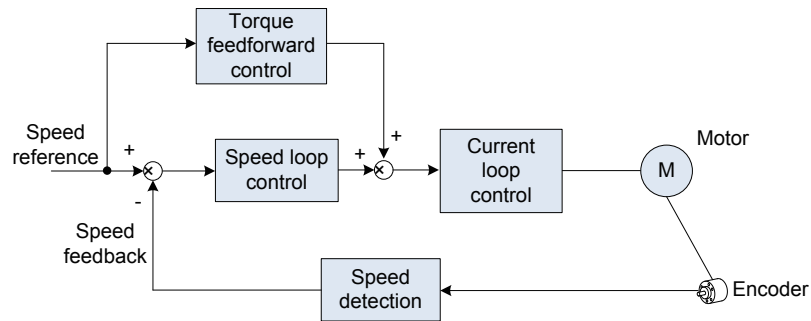 Torque
feedforward
control
Speed
reference
+
+
+
-
Speed loop
control
Current
loop
control
Motor
M
Speed
feedback
Speed
detection
Encoder